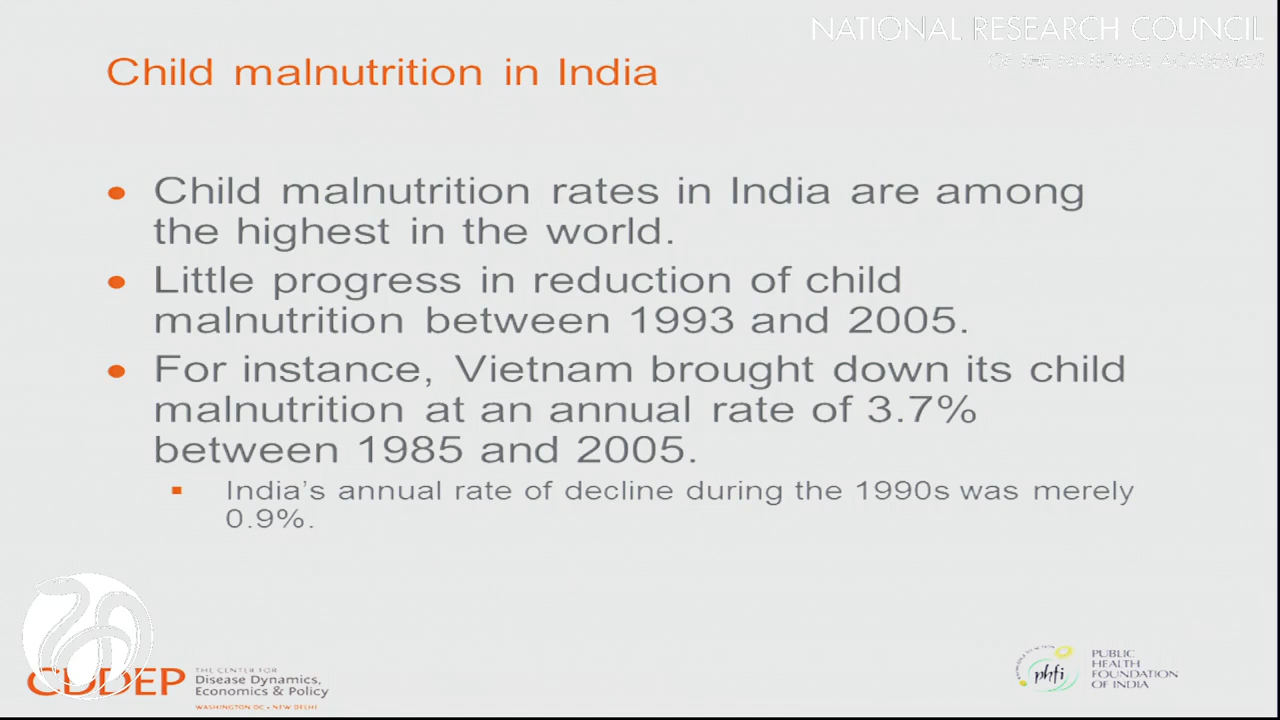 NATIONAL RESEARCH COUNCIL
OF THE NATIONAL ACADEMIES
Child malnutrition in India
• Child malnutrition rates in India are among
the highest in the world.
• Little progress in reduction of child
malnutrition between 1993 and 2005.
• For instance, Vietnam brought down its child
malnutrition at an annual rate of 3.7%
between 1985 and 2005.
▪ India's annual rate of decline during the 1990s was merely
0.9%.
CDDEP
THE CENTER FOR
Disease Dynamics,
Economics & Policy
WASHINGTON DC • NEW DELHI
phfi
PUBLIC
HEALTH
FOUNDATION
OF INDIA